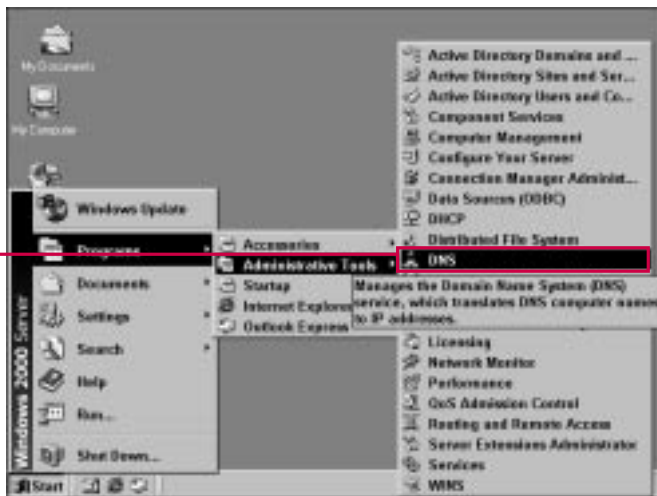 My Documents
My Computer
Windows Update
Programs
Documents
Settings
Search
Help
Run...
Shut Down...
Windows 2000 Server
Start
Accessories
Administrative Tools
Startup
Internet Explorer
Outlook Express
Active Directory Domains and ...
Active Directory Sites and Ser...
Active Directory Users and Co...
Component Services
Computer Management
Configure Your Server
Connection Manager Administ...
Data Sources (ODBC)
DHCP
Distributed File System
DNS
Manages the Domain Name System (DNS)
service, which translates DNS computer names
to IP addresses.
Licensing
Network Monitor
Performance
QoS Admission Control
Routing and Remote Access
Server Extensions Administrator
Services
WINS